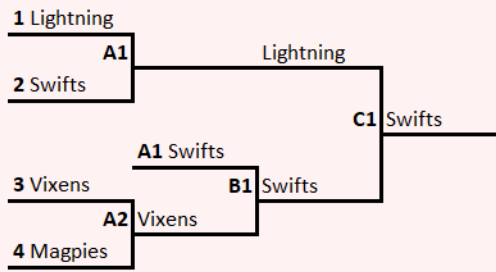 1 Lightning
A1
Lightning
2 Swifts
C1 Swifts
A1 Swifts
3 Vixens
B1 Swifts
A2 Vixens
4 Magpies